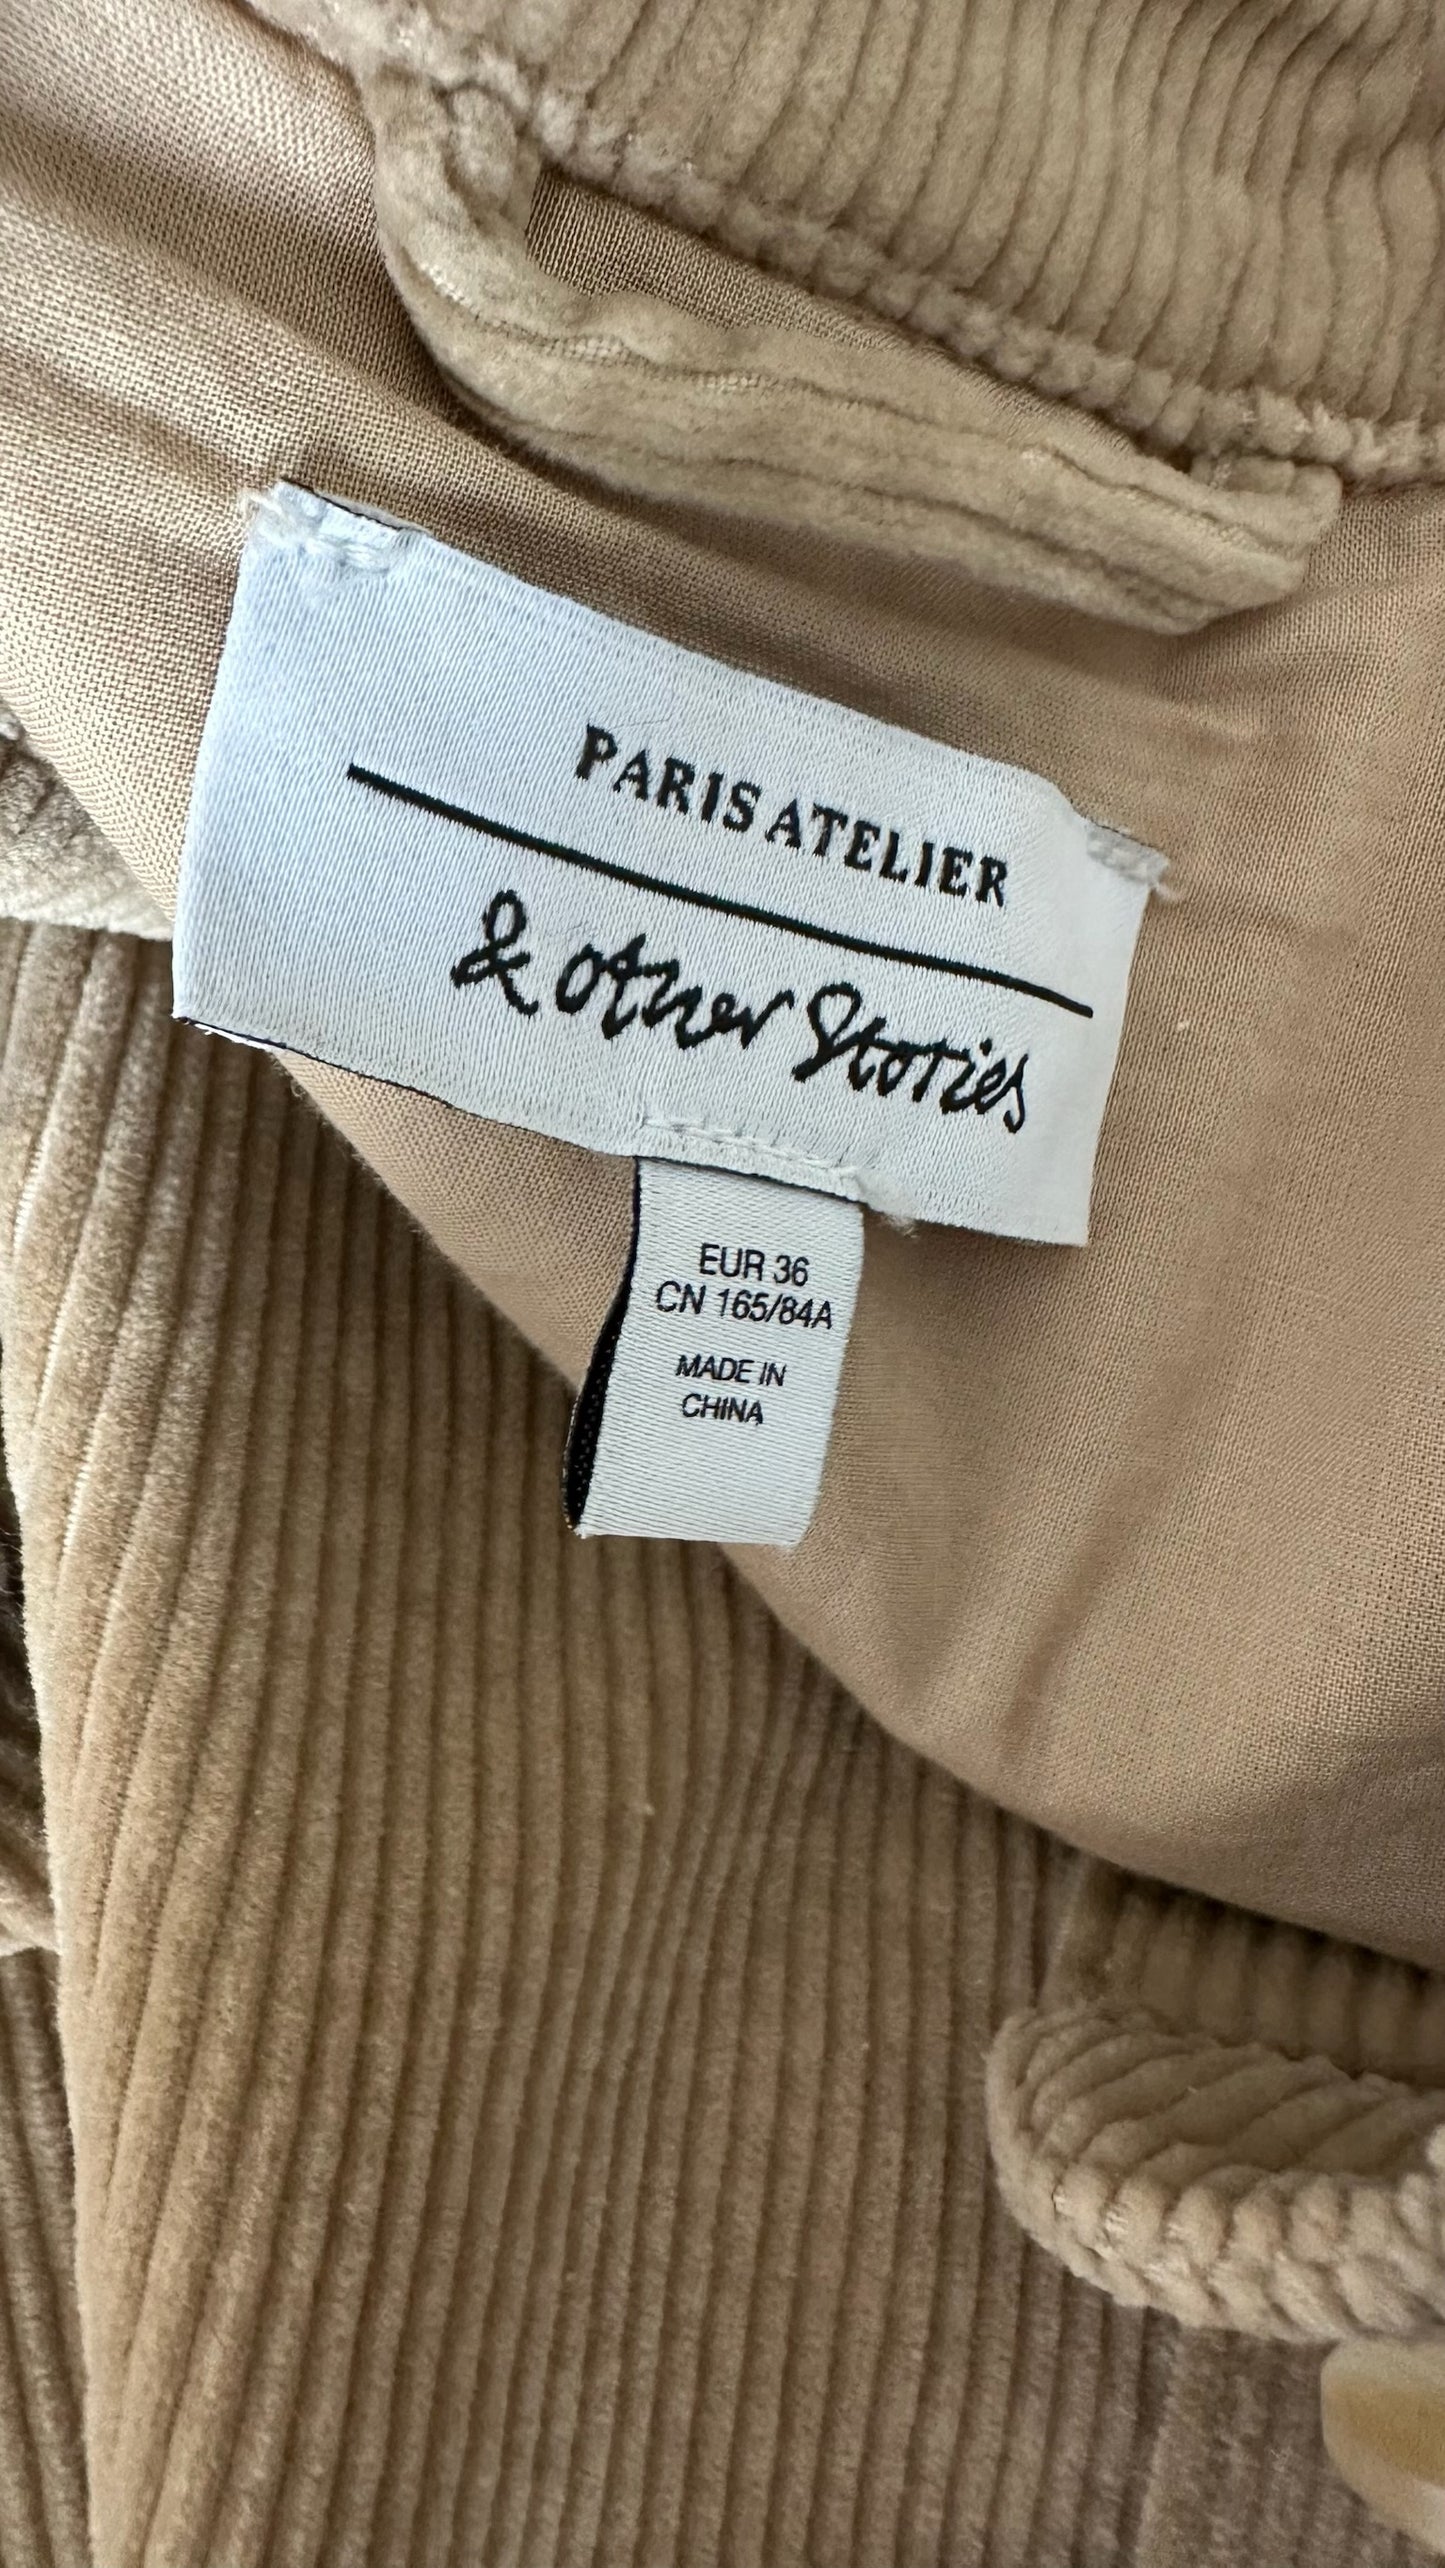 PARIS ATELIER
& other Stories
EUR 36
CN 165/84A
MADE IN
CHINA